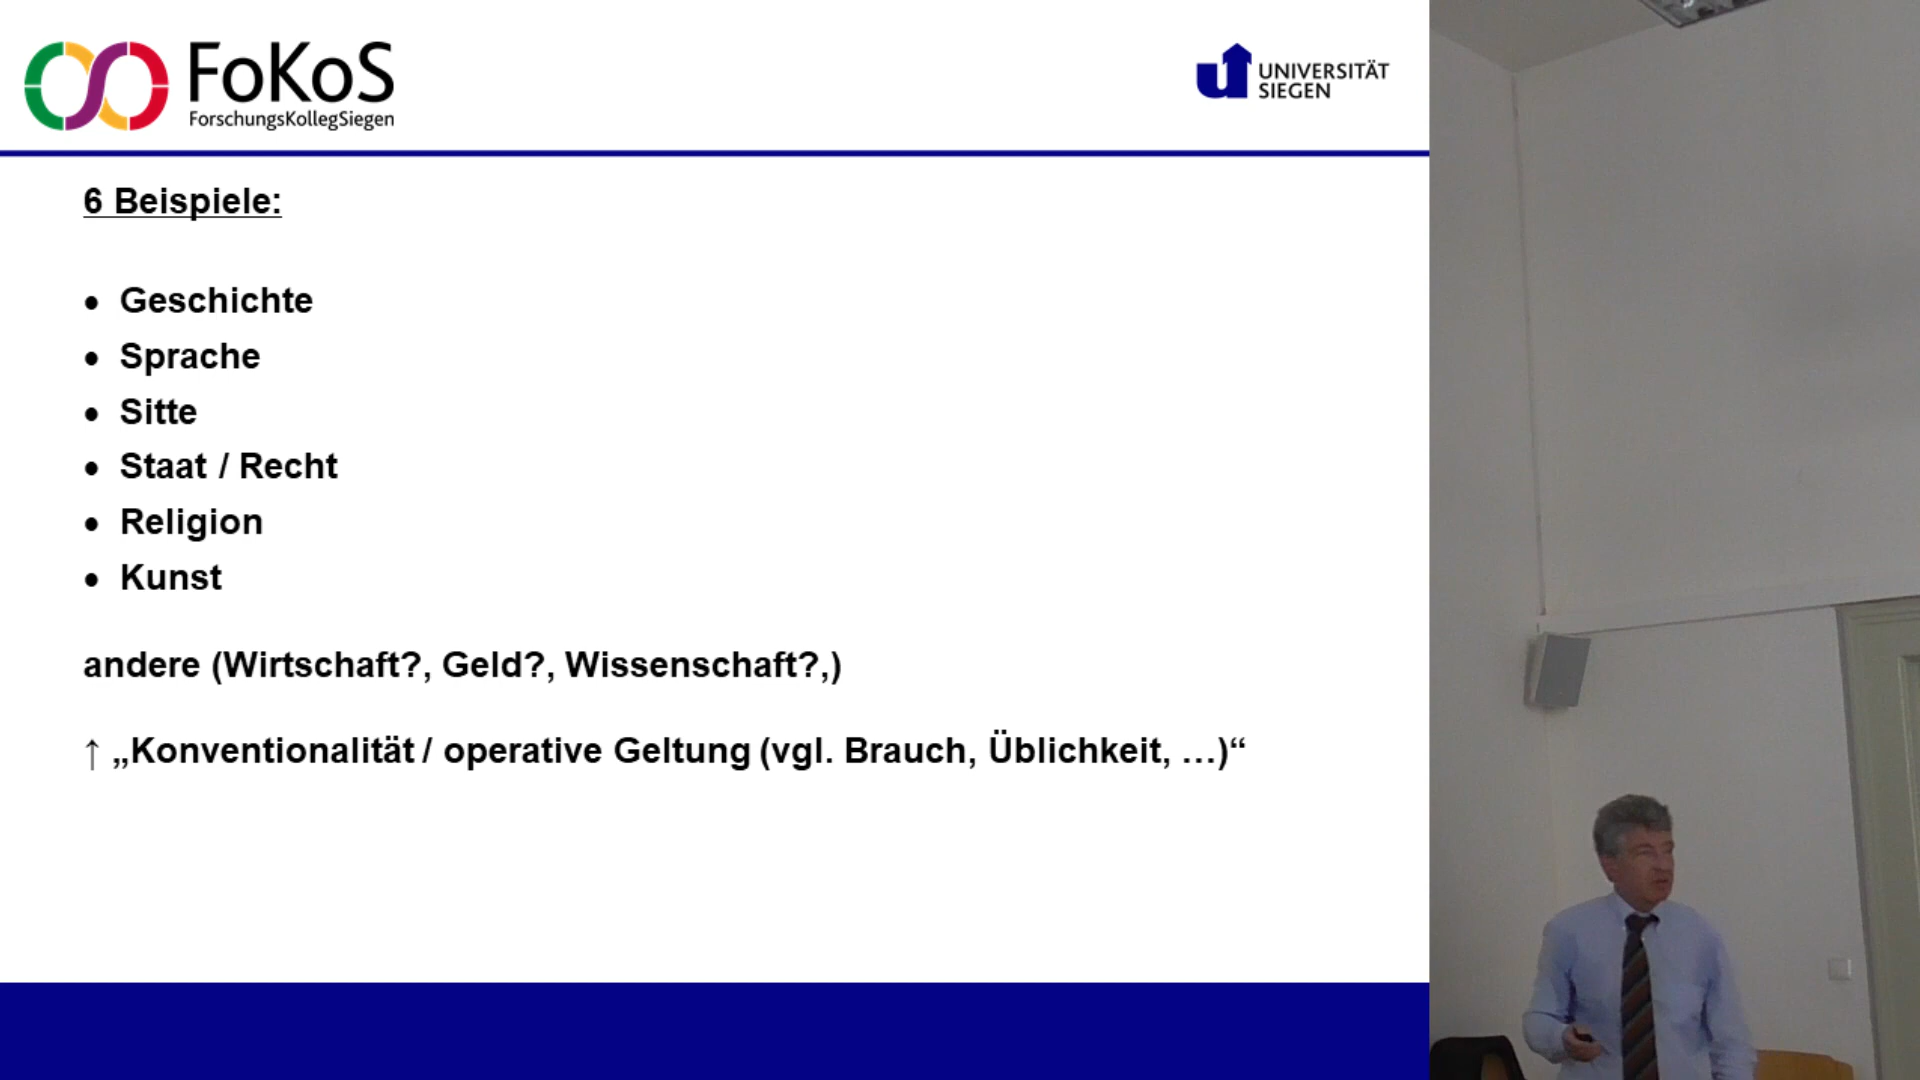 FoKoS
ForschungsKollegSiegen
UNIVERSITÄT
SIEGEN
6 Beispiele:
• Geschichte
• Sprache
• Sitte
• Staat / Recht
• Religion
• Kunst
andere (Wirtschaft?, Geld?, Wissenschaft?,)
↑ „Konventionalität / operative Geltung (vgl. Brauch, Üblichkeit, …)“